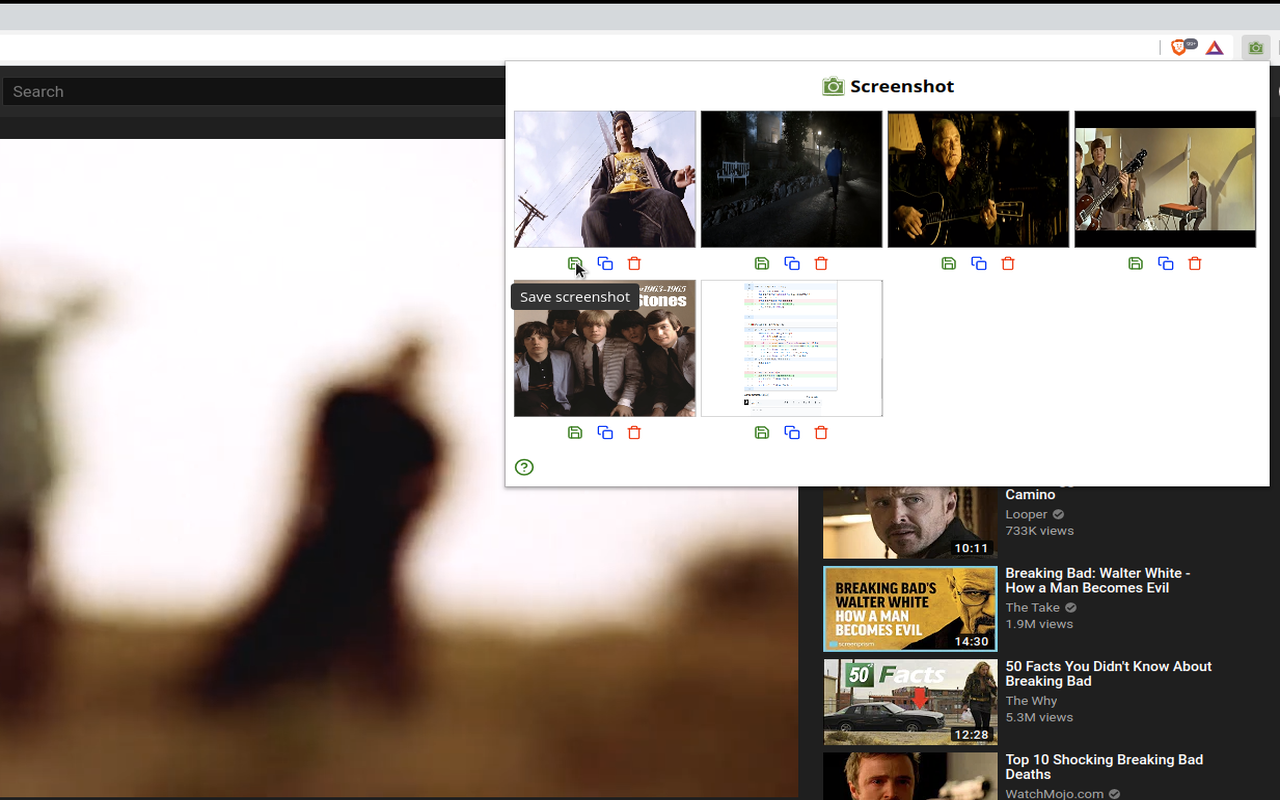 99+
Search
Screenshot
Save screenshot
1963-1965
Stones
Camino
Looper
733K views
10:11
Breaking Bad: Walter White -
How a Man Becomes Evil
The Take
1.9M views
BREAKING BAD'S
WALTER WHITE
HOW A MAN
BECOMES EVIL
screenprism
14:30
50 Facts You Didn't Know About
Breaking Bad
The Why
5.3M views
50 Facts
12:28
Top 10 Shocking Breaking Bad
Deaths
WatchMojo.com